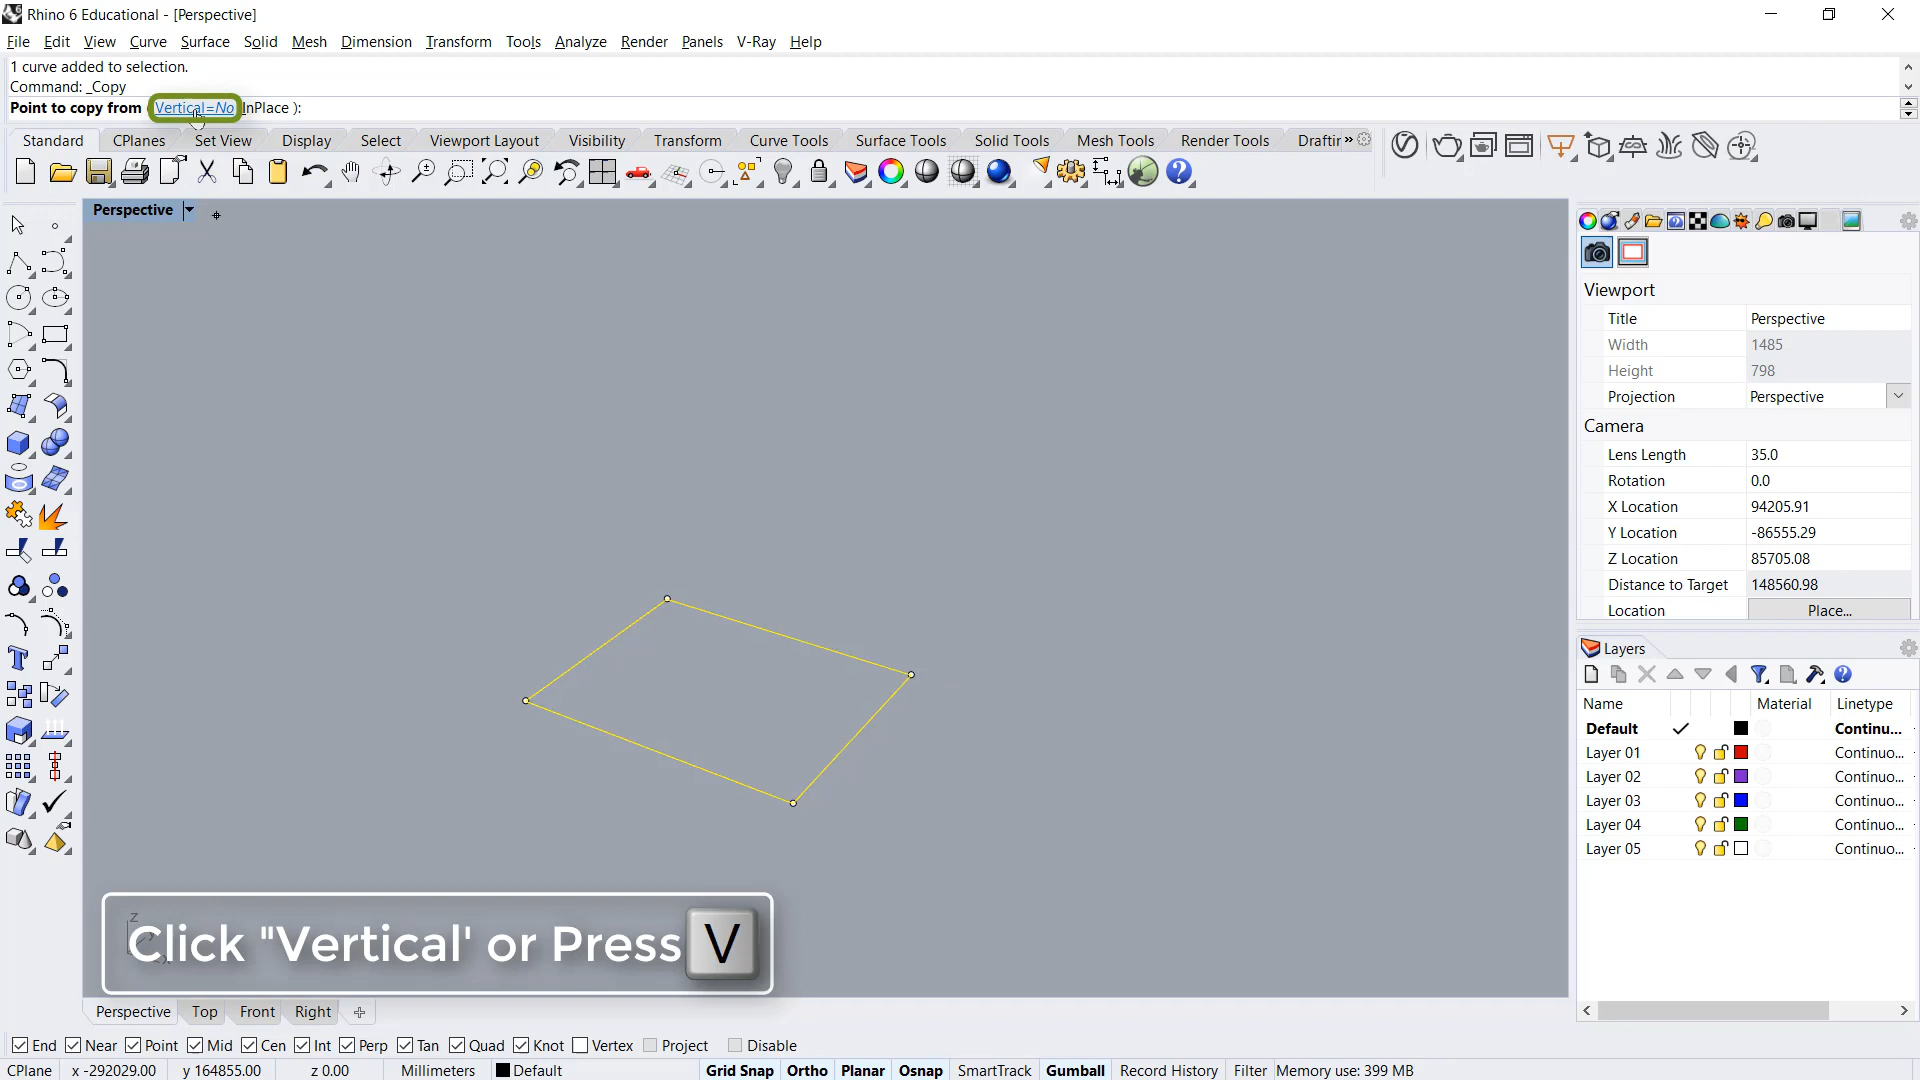 Rhino 6 Educational - [Perspective]
File Edit View Curve Surface Solid Mesh Dimension Transform Tools Analyze Render Panels V-Ray Help
1 curve added to selection.
Command: _Copy
Point to copy from ( Vertical=No InPlace ):
Standard CPlanes Set View Display Select Viewport Layout Visibility Transform Curve Tools Surface Tools Solid Tools Mesh Tools Render Tools Draftir »
Perspective
Viewport
Title Perspective
Width 1485
Height 798
Projection Perspective
Camera
Lens Length 35.0
Rotation 0.0
X Location 94205.91
Y Location -86555.29
Z Location 85705.08
Distance to Target 148560.98
Location Place...
Layers
Name Material Linetype
Default Continu...
Layer 01 Continuo...
Layer 02 Continuo...
Layer 03 Continuo...
Layer 04 Continuo...
Layer 05 Continuo...
z
x
Click "Vertical' or Press V
Perspective Top Front Right
End Near Point Mid Cen Int Perp Tan Quad Knot Vertex Project Disable
CPlane x -292029.00 y 164855.00 z 0.00 Millimeters Default Grid Snap Ortho Planar Osnap SmartTrack Gumball Record History Filter Memory use: 399 MB